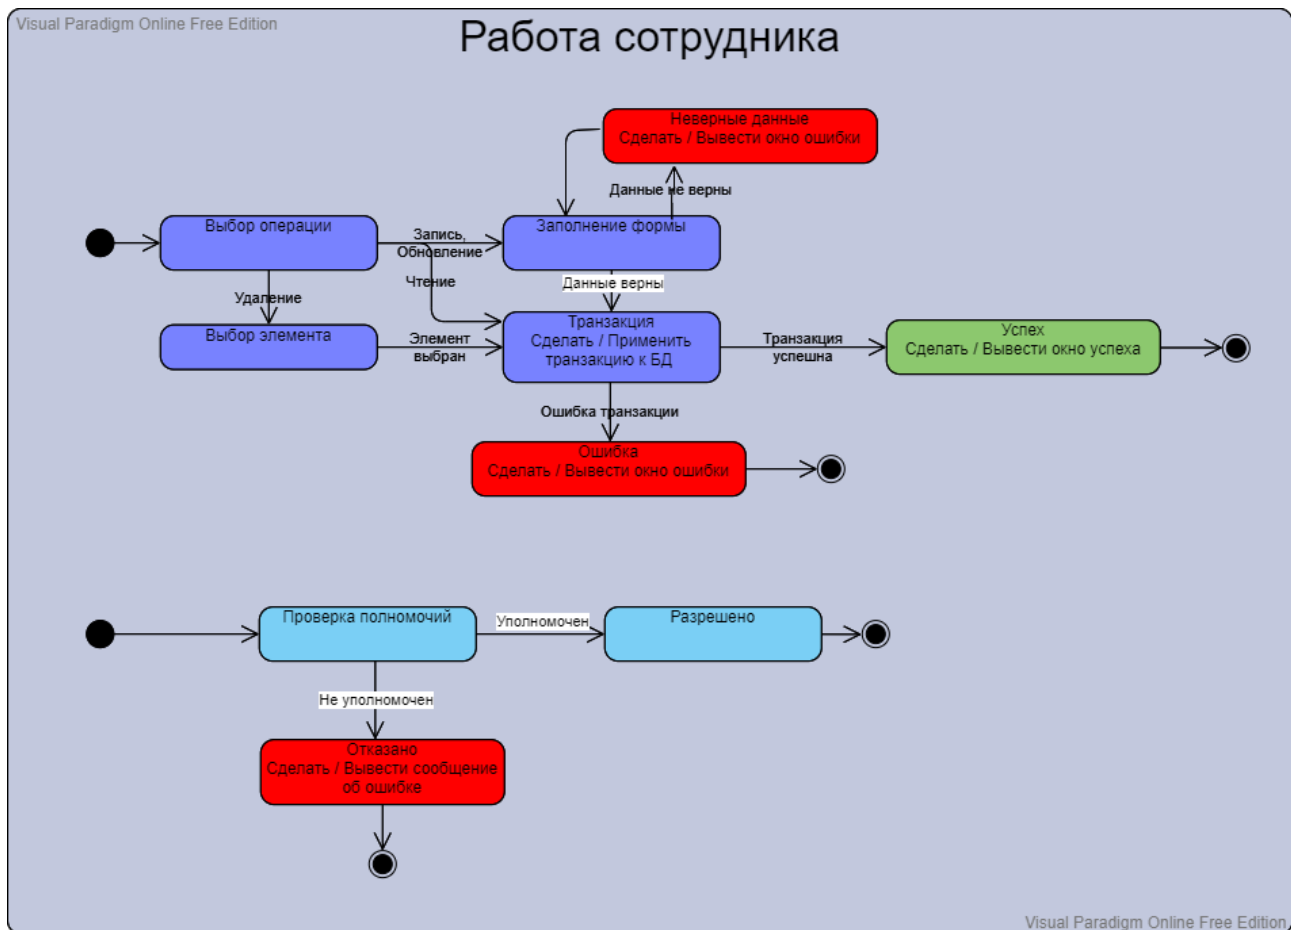 Visual Paradigm Online Free Edition
Работа сотрудника
Неверные данные
Сделать / Вывести окно ошибки
Данные не верны
Выбор операции
Запись,
Обновление
Заполнение формы
Чтение
Данные верны
Удаление
Выбор элемента
Элемент
выбран
Транзакция
Сделать / Применить
транзакцию к БД
Транзакция
успешна
Успех
Сделать / Вывести окно успеха
Ошибка транзакции
Ошибка
Сделать / Вывести окно ошибки
Проверка полномочий
Уполномочен
Разрешено
Не уполномочен
Отказано
Сделать / Вывести сообщение
об ошибке
Visual Paradigm Online Free Edition